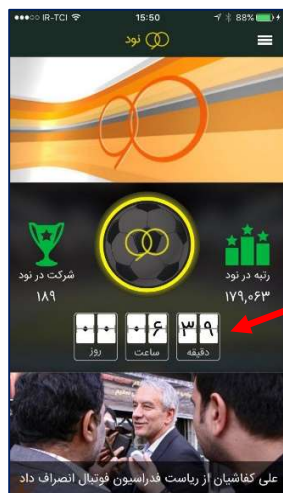 ●●●○○ IR-TCI 15:50 88%
نود
90
رتبه در نود
۱۷۹,۰۶۳
شرکت در نود
۱۸۹
۳۹ ۰۶ ۰۰
دقیقه ساعت روز
علی کفاشیان از ریاست فدراسیون فوتبال انصراف داد